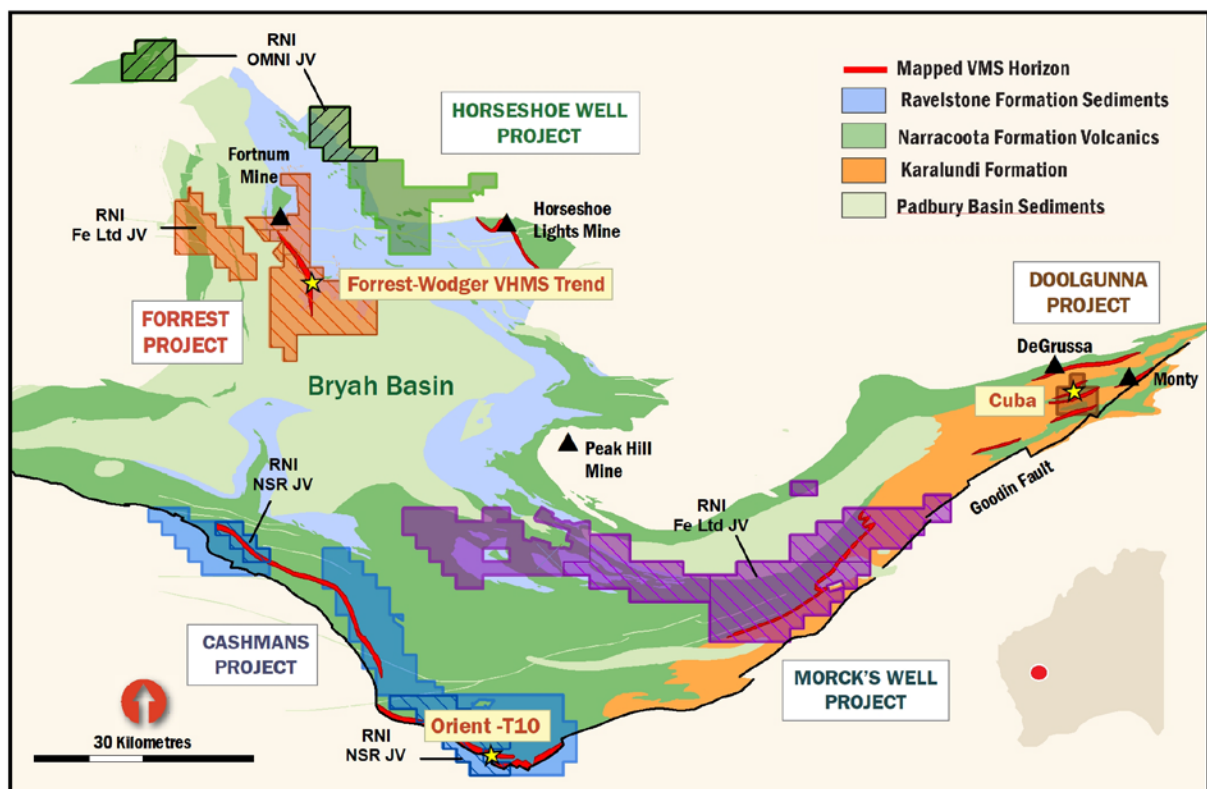 RNI
OMNI JV
HORSESHOE WELL
PROJECT
Mapped VMS Horizon
Ravelstone Formation Sediments
Narracoota Formation Volcanics
Karalundi Formation
Padbury Basin Sediments
Fortnum
Mine
RNI
Fe Ltd JV
Horseshoe
Lights Mine
Forrest-Wodger VHMS Trend
FORREST
PROJECT
DOOLGUNNA
PROJECT
DeGrussa
Monty
Cuba
Bryah Basin
Peak Hill
Mine
Goodin Fault
RNI
NSR JV
RNI
Fe Ltd JV
CASHMANS
PROJECT
MORCK'S WELL
PROJECT
Orient -T10
30 Kilometres
RNI
NSR JV